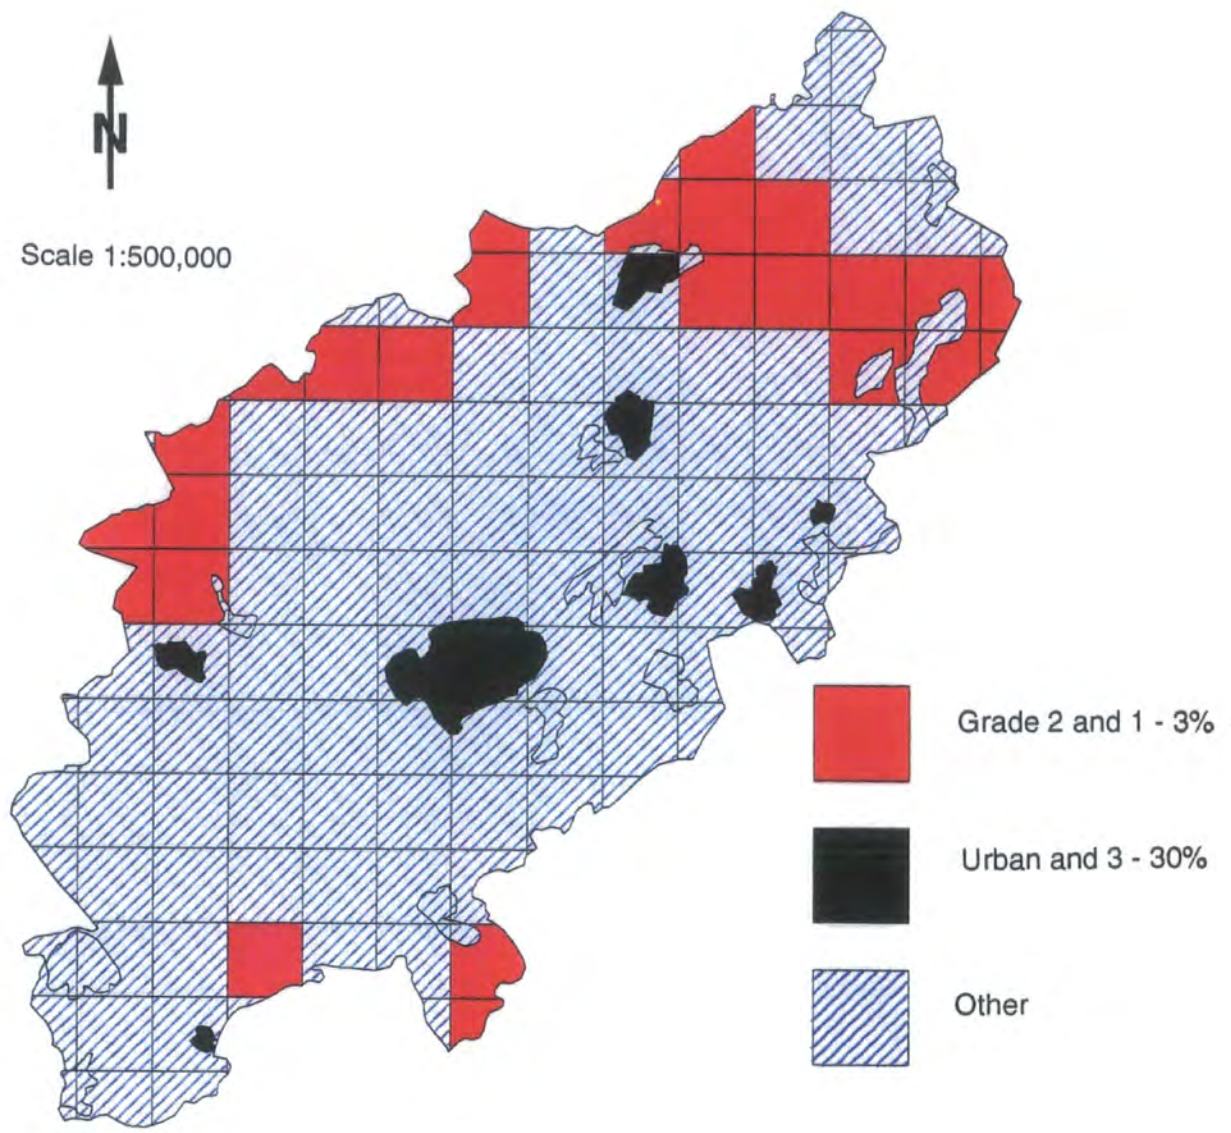 N
Scale 1:500,000
Grade 2 and 1 - 3%
Urban and 3 - 30%
Other